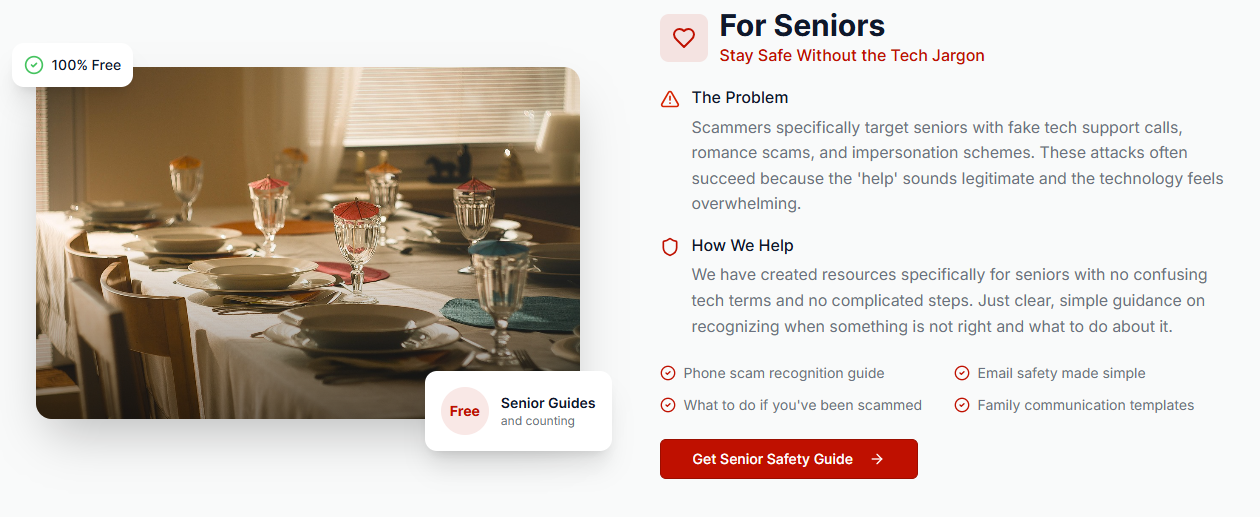 100% Free
Free
Senior Guides
and counting
For Seniors
Stay Safe Without the Tech Jargon
The Problem
Scammers specifically target seniors with fake tech support calls,
romance scams, and impersonation schemes. These attacks often
succeed because the 'help' sounds legitimate and the technology feels
overwhelming.
How We Help
We have created resources specifically for seniors with no confusing
tech terms and no complicated steps. Just clear, simple guidance on
recognizing when something is not right and what to do about it.
Phone scam recognition guide
Email safety made simple
What to do if you've been scammed
Family communication templates
Get Senior Safety Guide